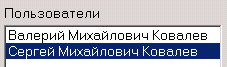 Пользователи
Валерий Михайлович Ковалев
Сергей Михайлович Ковалев